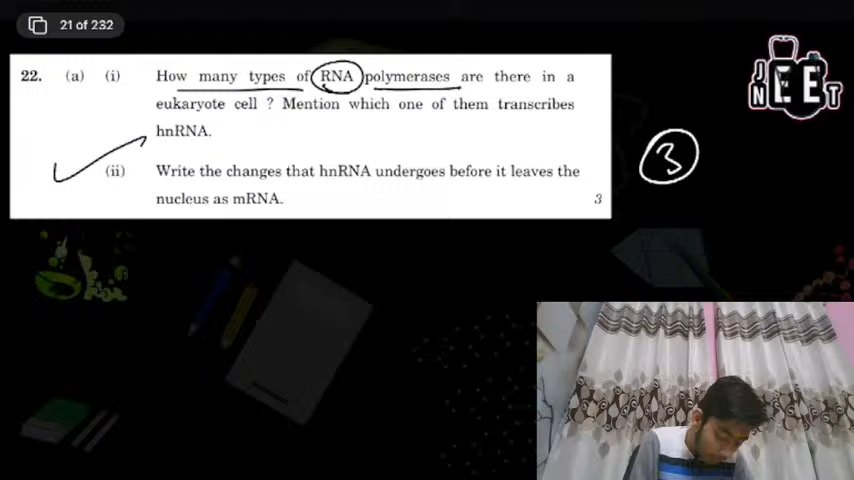 21 of 232
22. (a) (i) How many types of RNA polymerases are there in a
eukaryote cell ? Mention which one of them transcribes
hnRNA.
(ii) Write the changes that hnRNA undergoes before it leaves the
nucleus as mRNA. 3
3
J
NEET